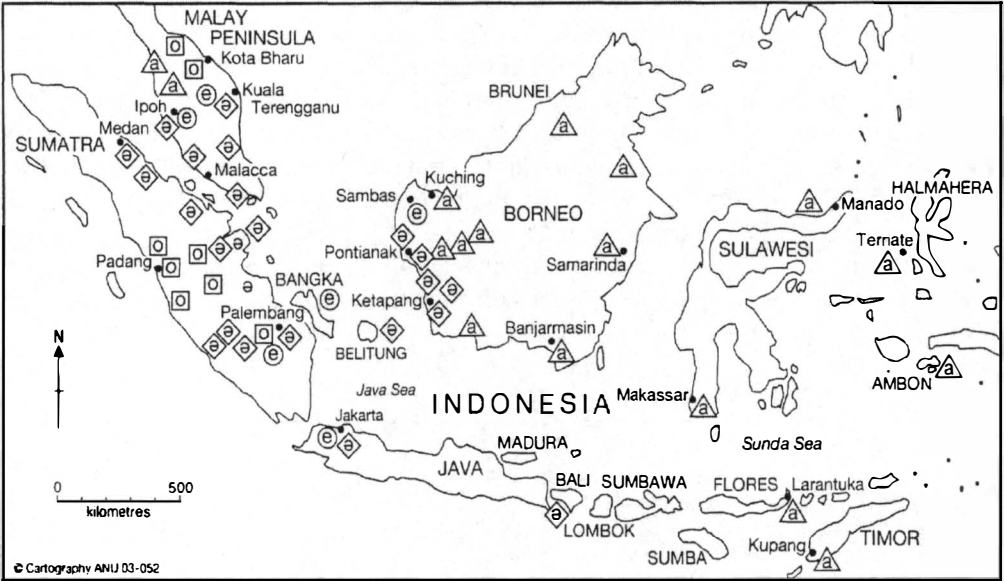 MALAY
PENINSULA
o
Kota Bharu
a
o
a
e
Kuala
Terengganu
ə
Ipoh
e
ə
Medan
SUMATRA
ə
ə
ə
ə
Malacca
ə
ə
ə
o
o
ə
ə
Padang
o
o
o
ə
BANGKA
e
Palembang
ə
o
ə
ə
ə
e
BELITUNG
ə
BRUNEI
a
a
Kuching
Sambas
a
e
BORNEO
ə
a
Pontianak
ə
a
a
a
Samarinda
ə
ə
Ketapang
ə
a
Banjarmasin
a
HALMAHERA
a
Manado
SULAWESI
Ternate
a
AMBON
a
Java Sea
INDONESIA
Makassar
a
Jakarta
e
ə
MADURA
Sunda Sea
JAVA
BALI
SUMBAWA
FLORES
Larantuka
a
ə
LOMBOK
TIMOR
SUMBA
Kupang
a
N
0
500
kilometres
© Cartography ANU 03-052